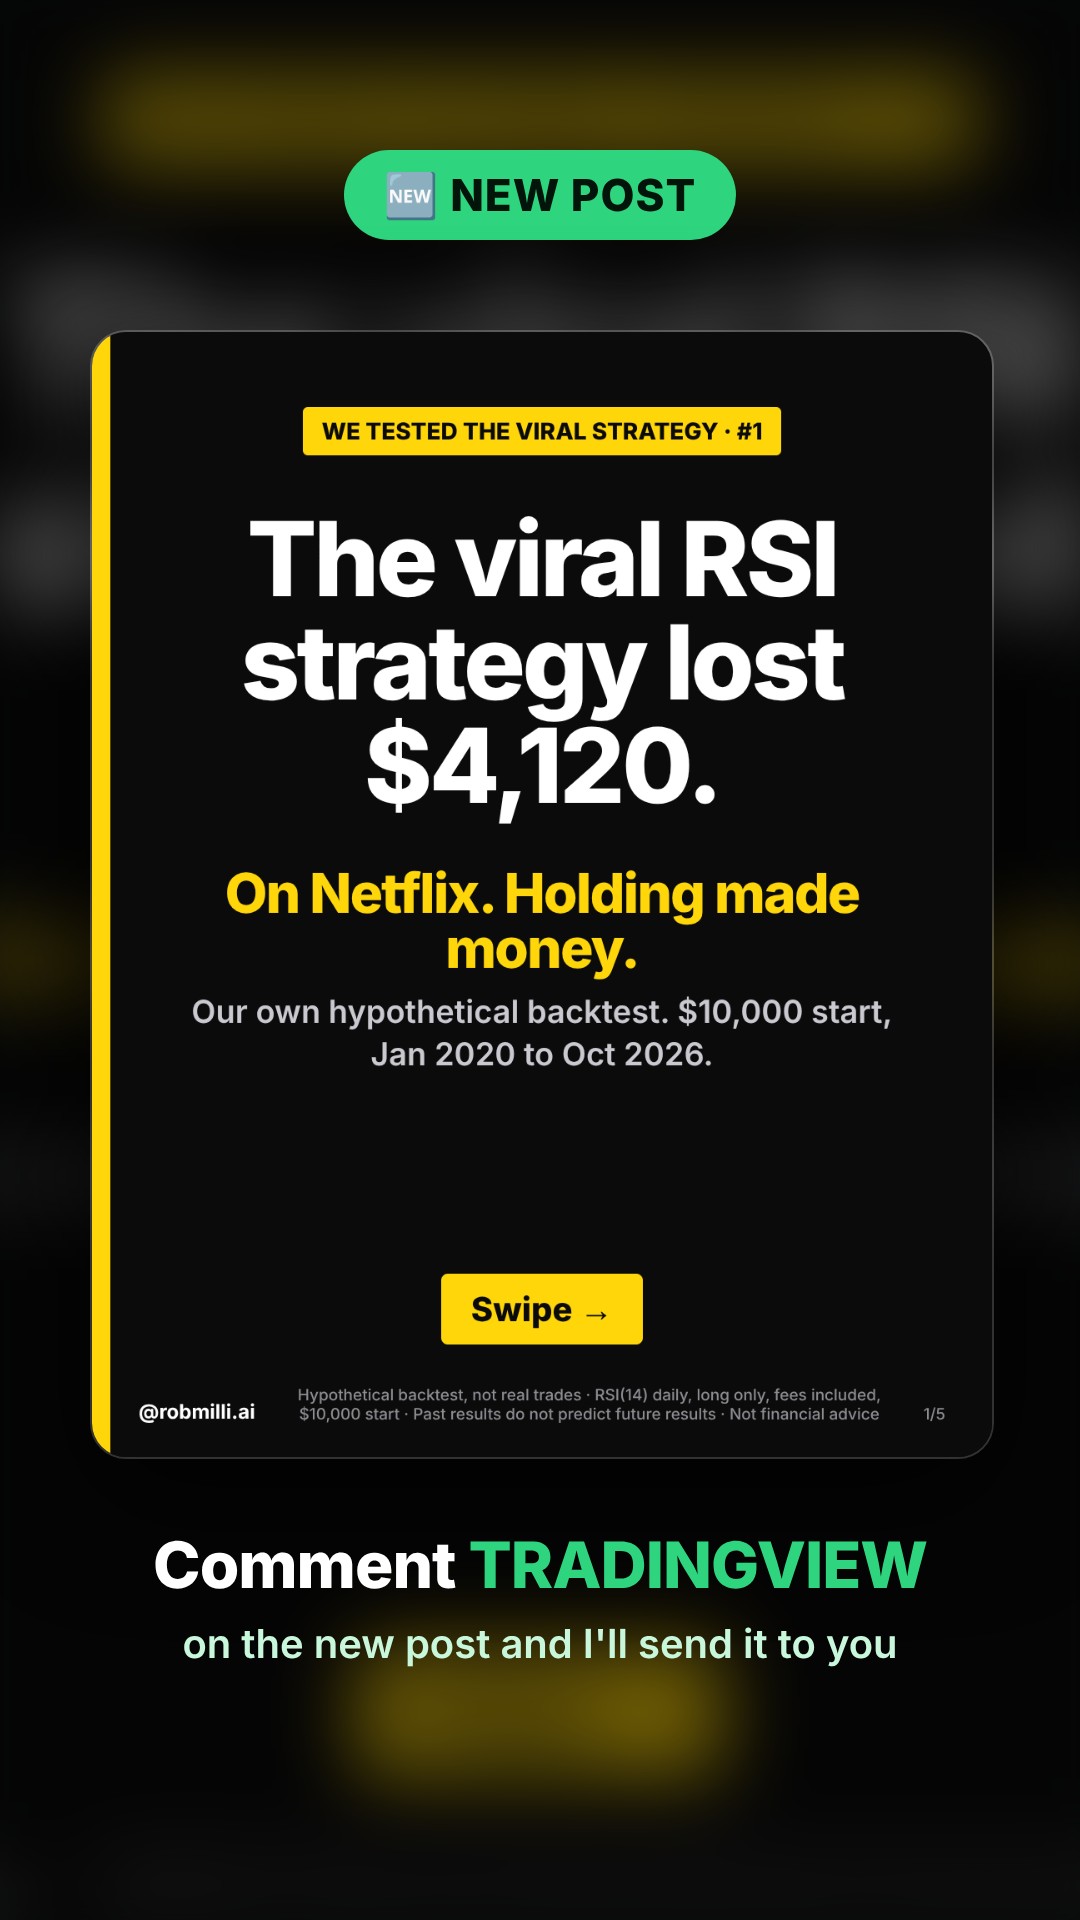 🆕 NEW POST
WE TESTED THE VIRAL STRATEGY · #1
The viral RSI
strategy lost
$4,120.
On Netflix. Holding made
money.
Our own hypothetical backtest. $10,000 start,
Jan 2020 to Oct 2026.
Swipe →
@robmilli.ai
Hypothetical backtest, not real trades · RSI(14) daily, long only, fees included,
$10,000 start · Past results do not predict future results · Not financial advice
1/5
Comment TRADINGVIEW
on the new post and I'll send it to you